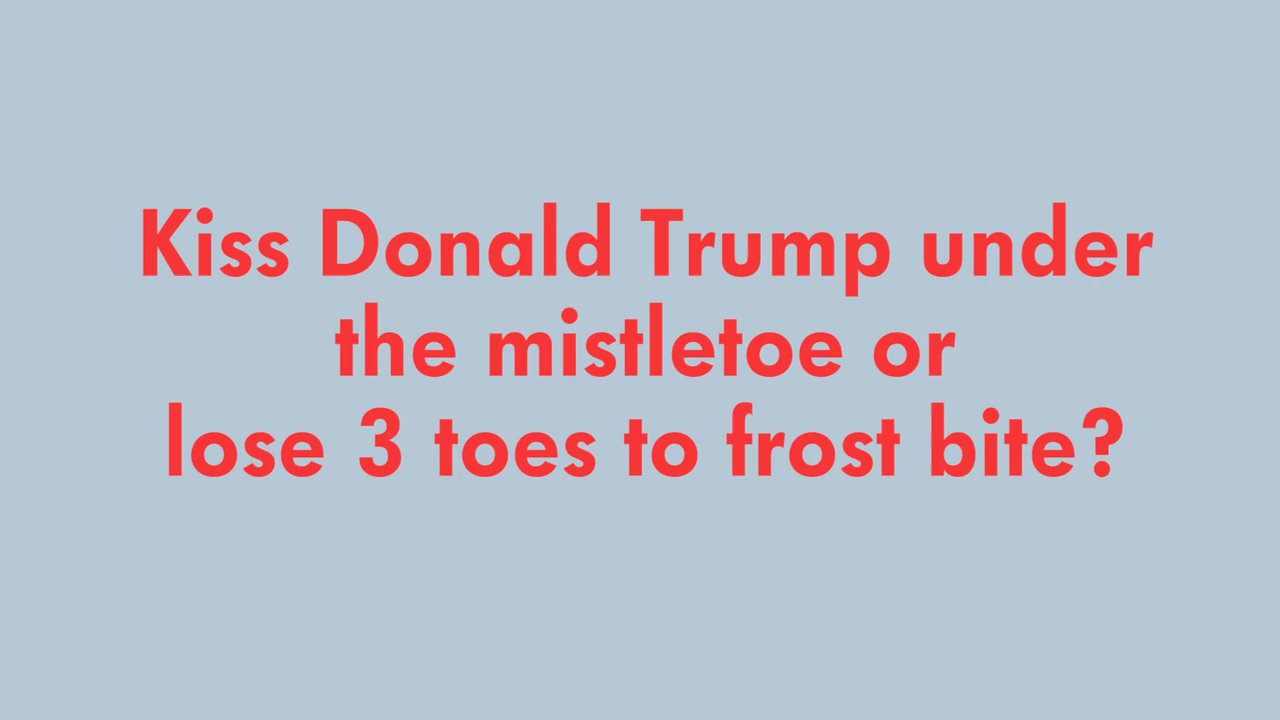 Kiss Donald Trump under
the mistletoe or
lose 3 toes to frost bite?